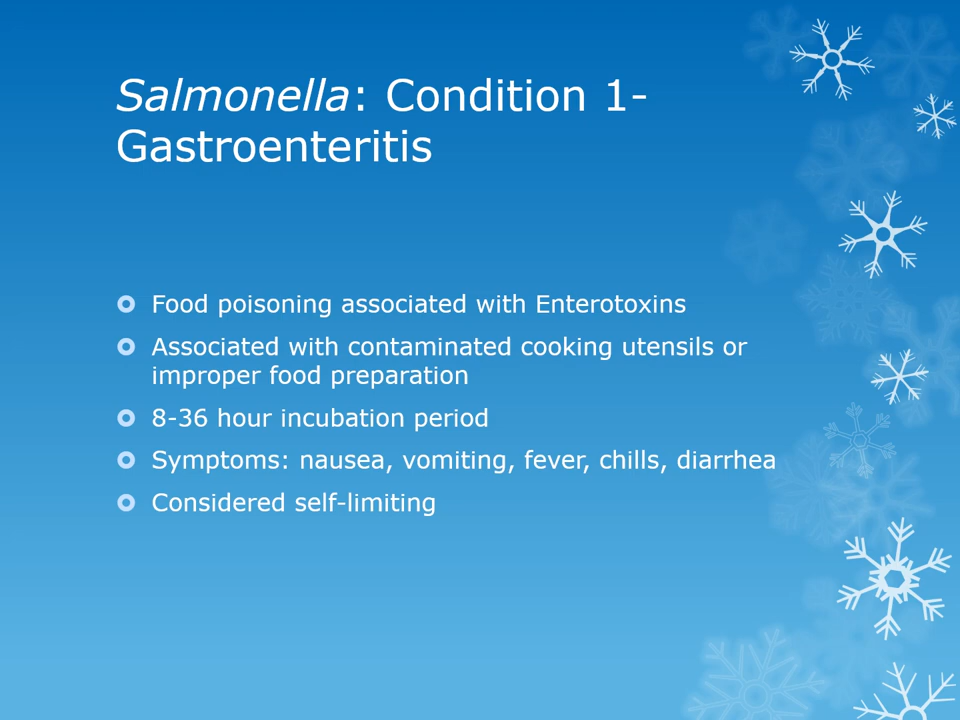 Salmonella: Condition 1-
Gastroenteritis
Food poisoning associated with Enterotoxins
Associated with contaminated cooking utensils or
improper food preparation
8-36 hour incubation period
Symptoms: nausea, vomiting, fever, chills, diarrhea
Considered self-limiting